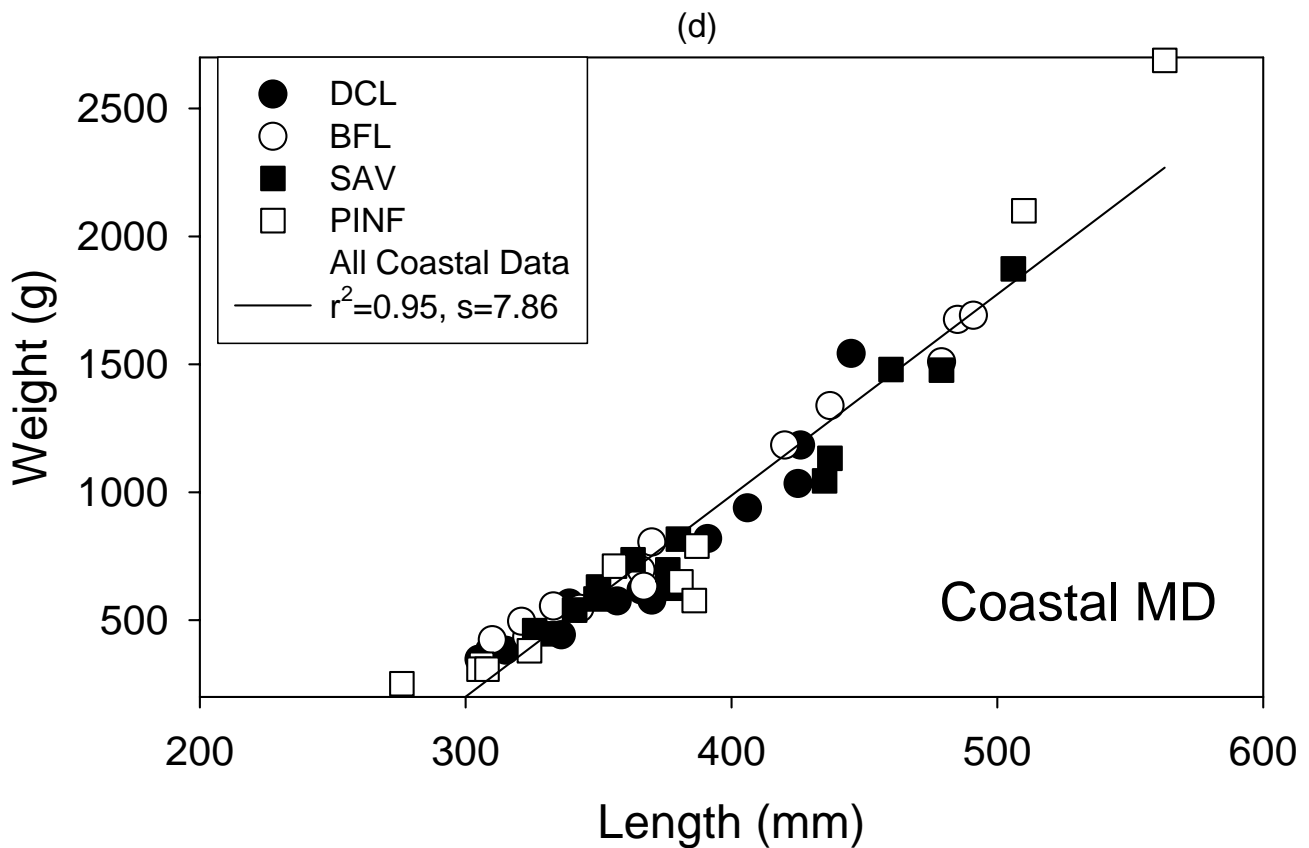 (d)
DCL
BFL
SAV
PINF
All Coastal Data
r²=0.95, s=7.86
2500
2000
1500
1000
500
Weight (g)
Coastal MD
200 300 400 500 600
Length (mm)